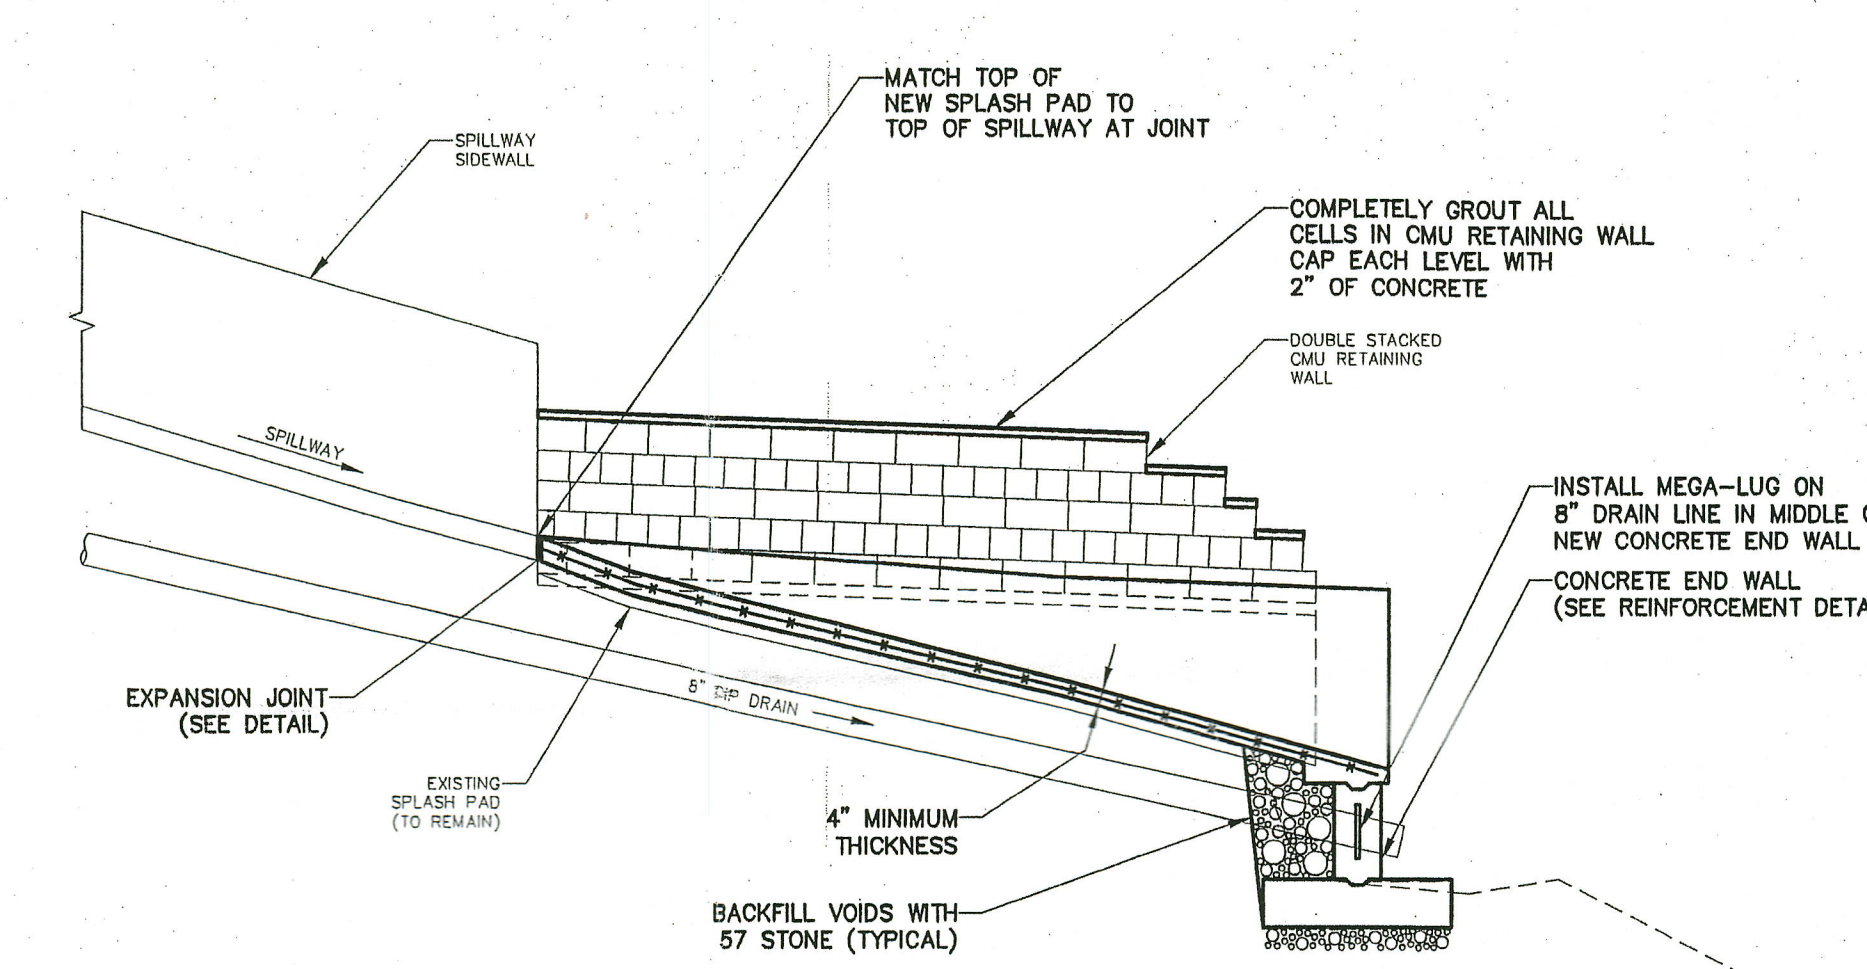 MATCH TOP OF
NEW SPLASH PAD TO
TOP OF SPILLWAY AT JOINT
SPILLWAY
SIDEWALL
COMPLETELY GROUT ALL
CELLS IN CMU RETAINING WALL
CAP EACH LEVEL WITH
2" OF CONCRETE
DOUBLE STACKED
CMU RETAINING
WALL
SPILLWAY
INSTALL MEGA-LUG ON
8" DRAIN LINE IN MIDDLE
NEW CONCRETE END WALL
CONCRETE END WALL
(SEE REINFORCEMENT
EXPANSION JOINT
(SEE DETAIL)
8" DIP DRAIN
EXISTING
SPLASH PAD
(TO REMAIN)
4" MINIMUM
THICKNESS
BACKFILL VOIDS WITH
57 STONE (TYPICAL)